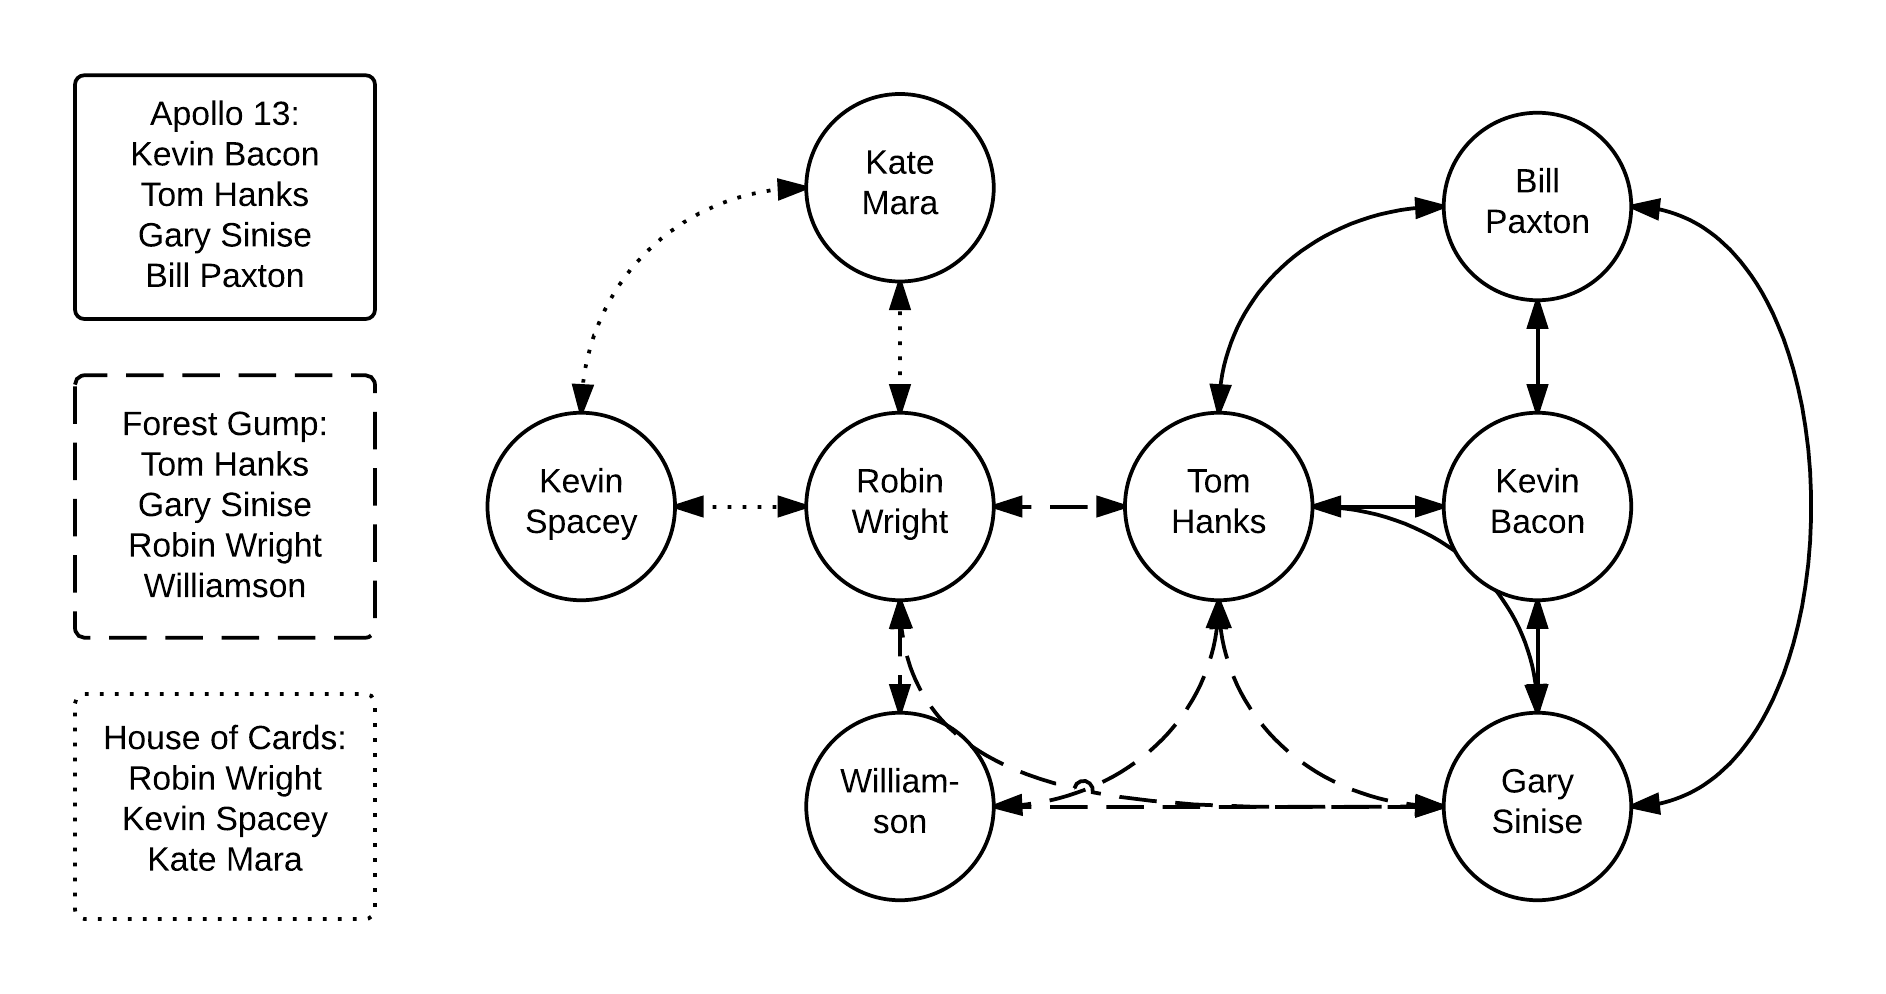 Apollo 13:
Kevin Bacon
Tom Hanks
Gary Sinise
Bill Paxton
Forest Gump:
Tom Hanks
Gary Sinise
Robin Wright
Williamson
House of Cards:
Robin Wright
Kevin Spacey
Kate Mara
Kate
Mara
Bill
Paxton
Kevin
Spacey
Robin
Wright
Tom
Hanks
Kevin
Bacon
William-
son
Gary
Sinise